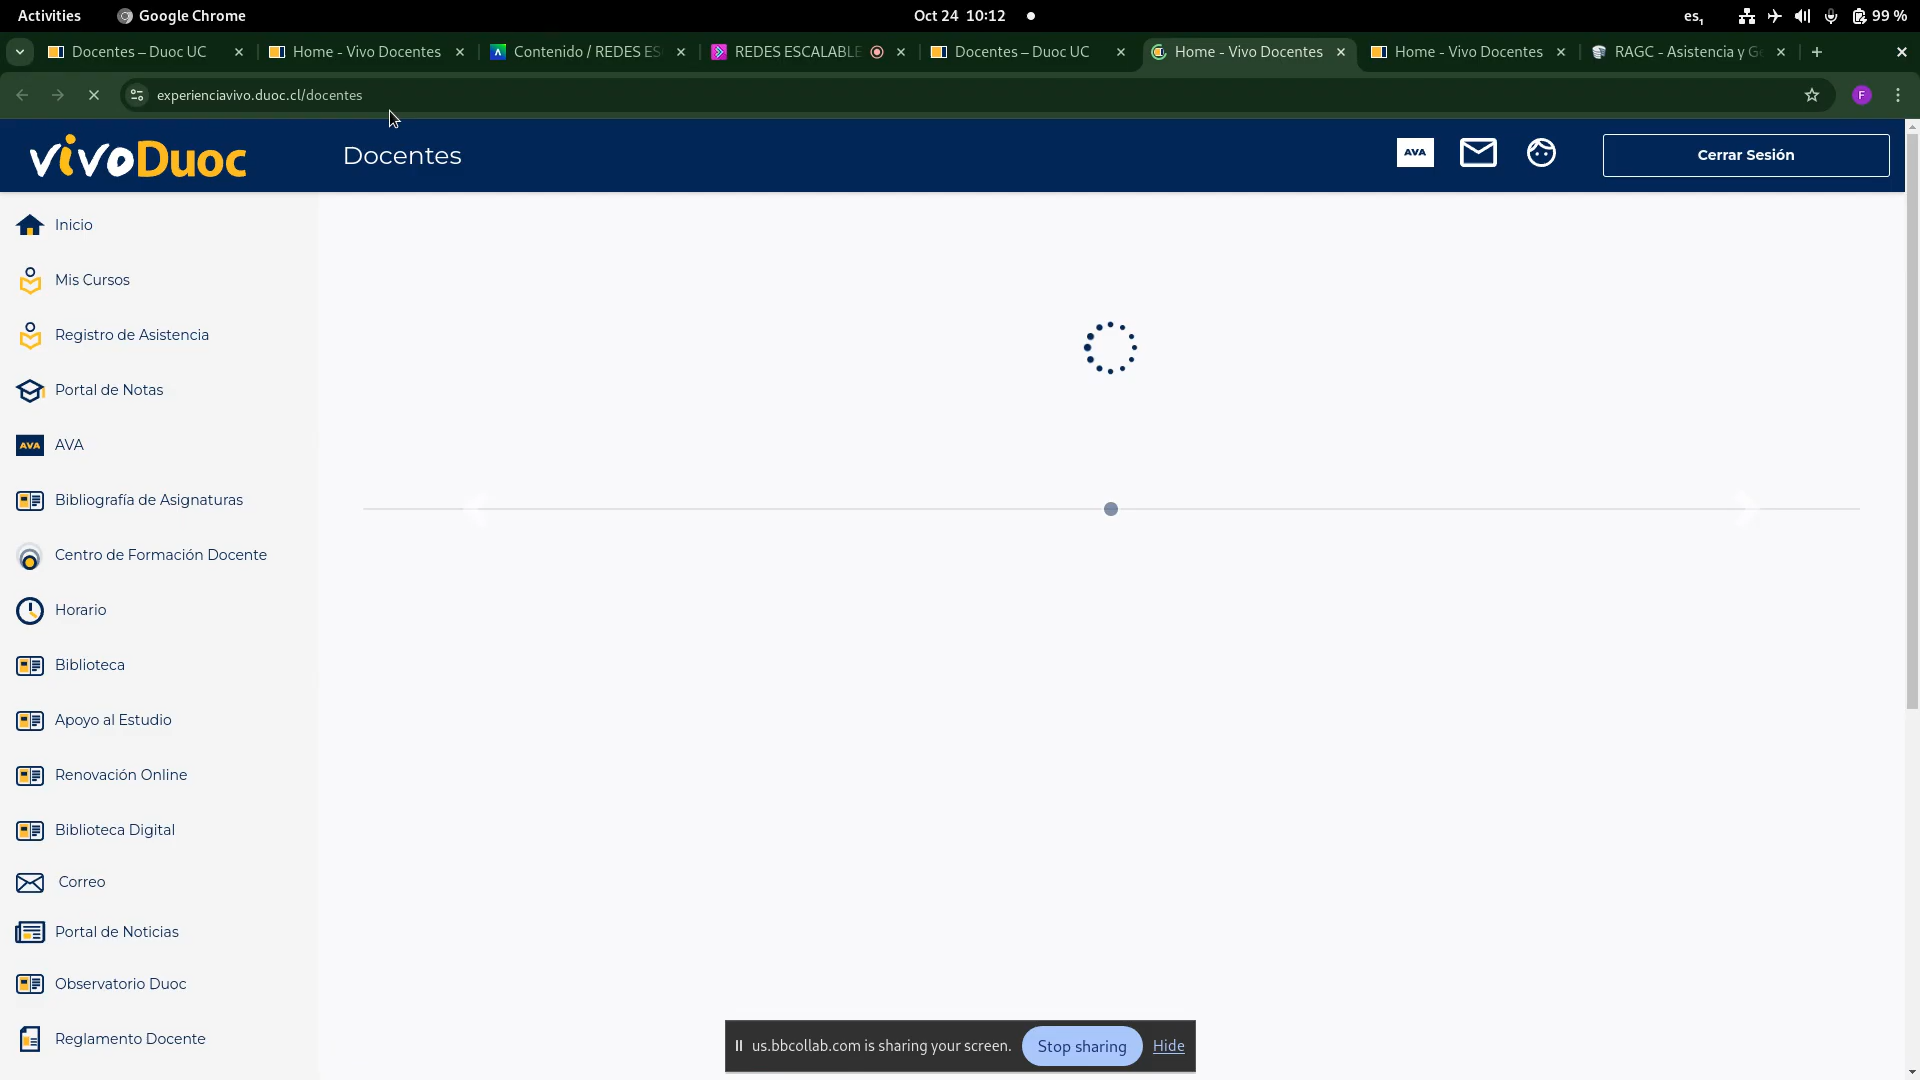 Activities
Google Chrome
Oct 24 10:12
es1
99 %
Docentes – Duoc UC
Home - Vivo Docentes
Contenido / REDES ES
REDES ESCALABLE
Docentes – Duoc UC
Home - Vivo Docentes
Home - Vivo Docentes
RAGC - Asistencia y G
experienciavivo.duoc.cl/docentes
F
vivoDuoc
Docentes
AVA
Cerrar Sesión
Inicio
Mis Cursos
Registro de Asistencia
Portal de Notas
AVA AVA
Bibliografía de Asignaturas
Centro de Formación Docente
Horario
Biblioteca
Apoyo al Estudio
Renovación Online
Biblioteca Digital
Correo
Portal de Noticias
Observatorio Duoc
Reglamento Docente
us.bbcollab.com is sharing your screen.
Stop sharing
Hide